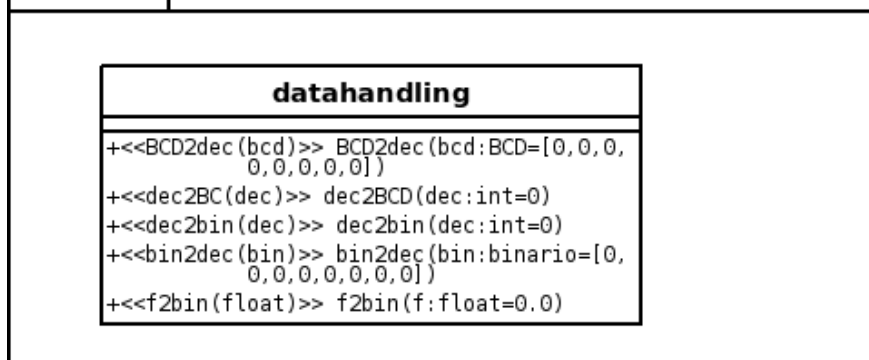 datahandling
+<<BCD2dec(bcd)>> BCD2dec(bcd:BCD=[0,0,0,
0,0,0,0,0])
+<<dec2BC(dec)>> dec2BCD(dec:int=0)
+<<dec2bin(dec)>> dec2bin(dec:int=0)
+<<bin2dec(bin)>> bin2dec(bin:binario=[0,
0,0,0,0,0,0,0])
+<<f2bin(float)>> f2bin(f:float=0.0)